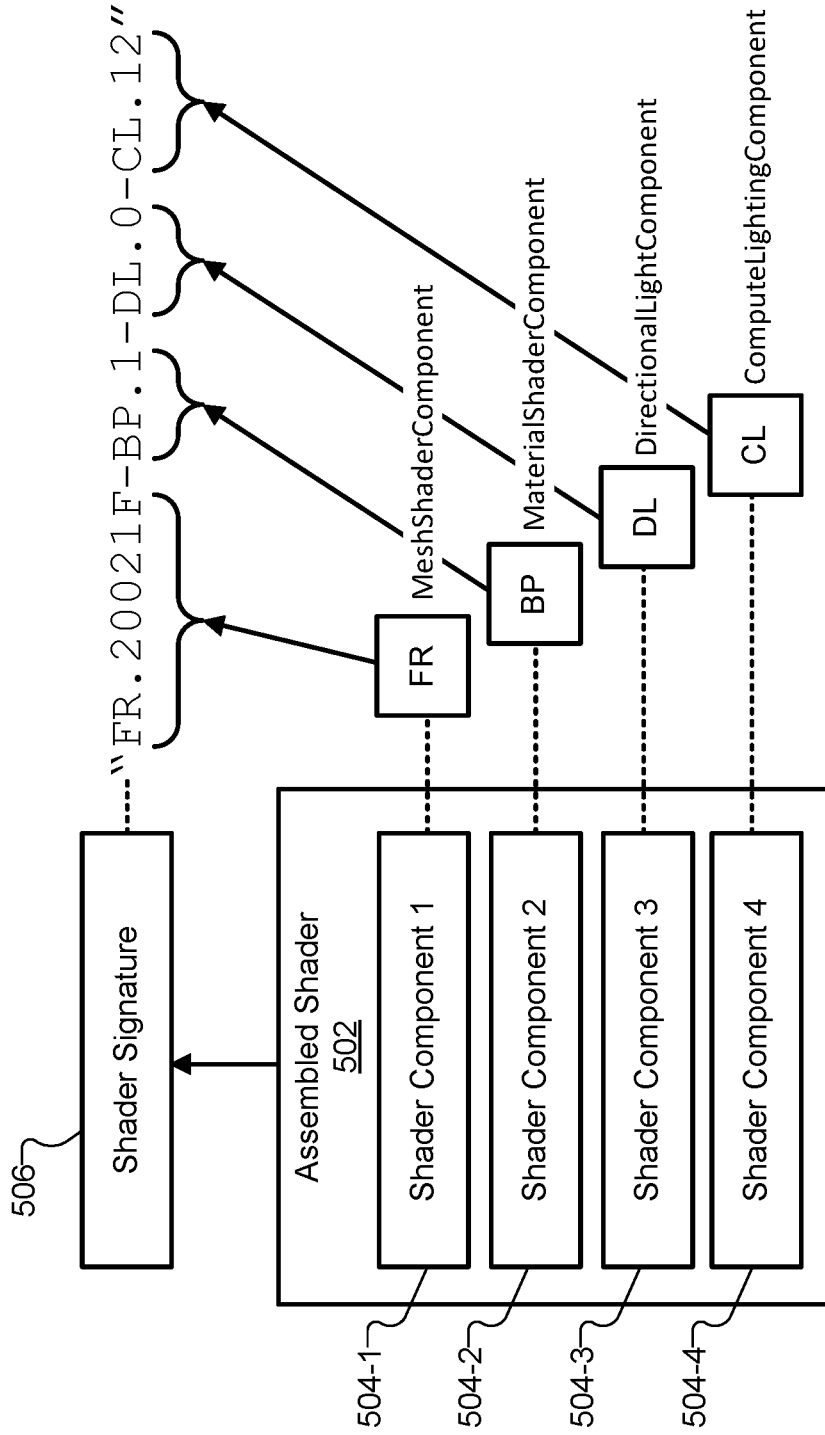 506
Shader Signature
“FR.20021F-BP.1-DL.0-CL.12”
Assembled Shader
502
504-1
Shader Component 1
FR
MeshShaderComponent
504-2
Shader Component 2
BP
MaterialShaderComponent
504-3
Shader Component 3
DL
DirectionalLightComponent
504-4
Shader Component 4
CL
ComputeLightingComponent